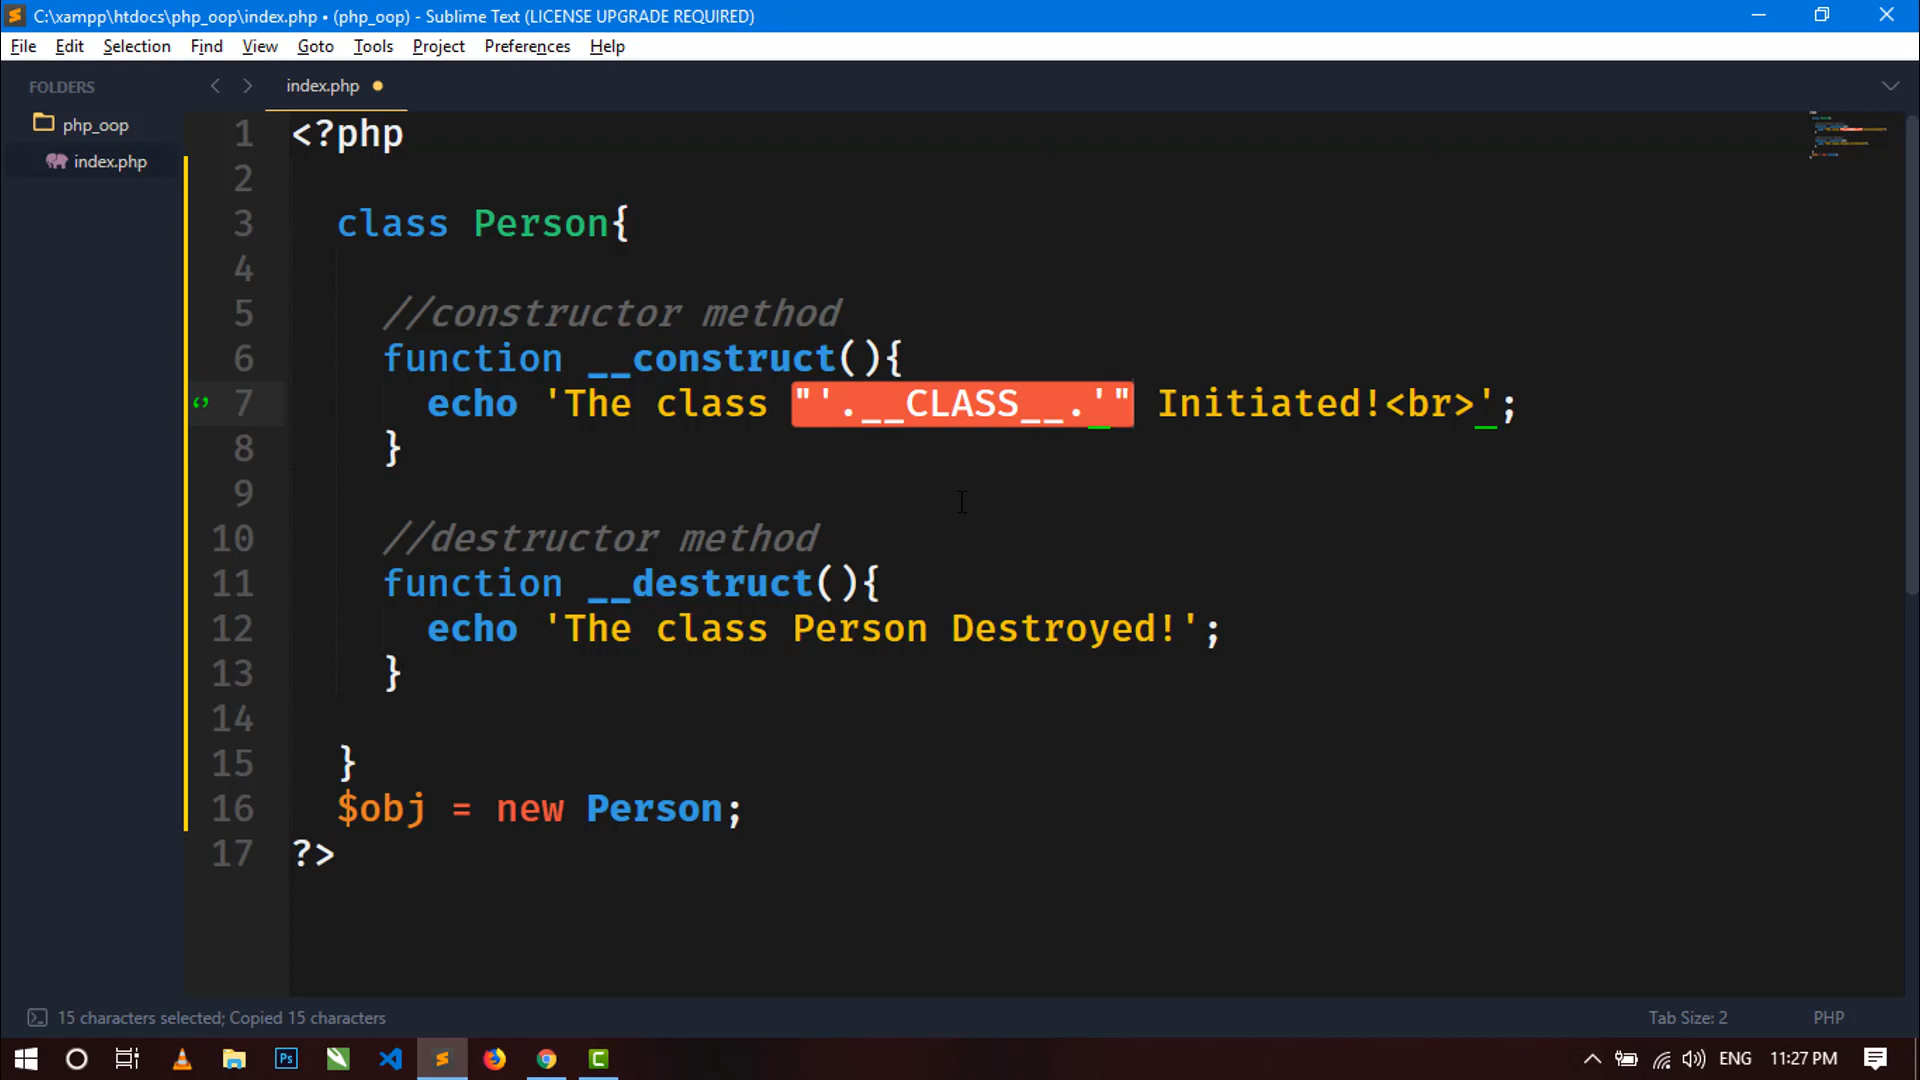 C:\xampp\htdocs\php_oop\index.php • (php_oop) - Sublime Text (LICENSE UPGRADE REQUIRED)
File Edit Selection Find View Goto Tools Project Preferences Help
FOLDERS
php_oop
index.php
index.php
1 <?php
2
3 class Person{
4
5 //constructor method
6 function __construct(){
7 echo 'The class "'.__CLASS__.'" Initiated!<br>';
8 }
9
10 //destructor method
11 function __destruct(){
12 echo 'The class Person Destroyed!';
13 }
14
15 }
16 $obj = new Person;
17 ?>
15 characters selected; Copied 15 characters
Tab Size: 2
PHP
Ps
ENG
11:27 PM